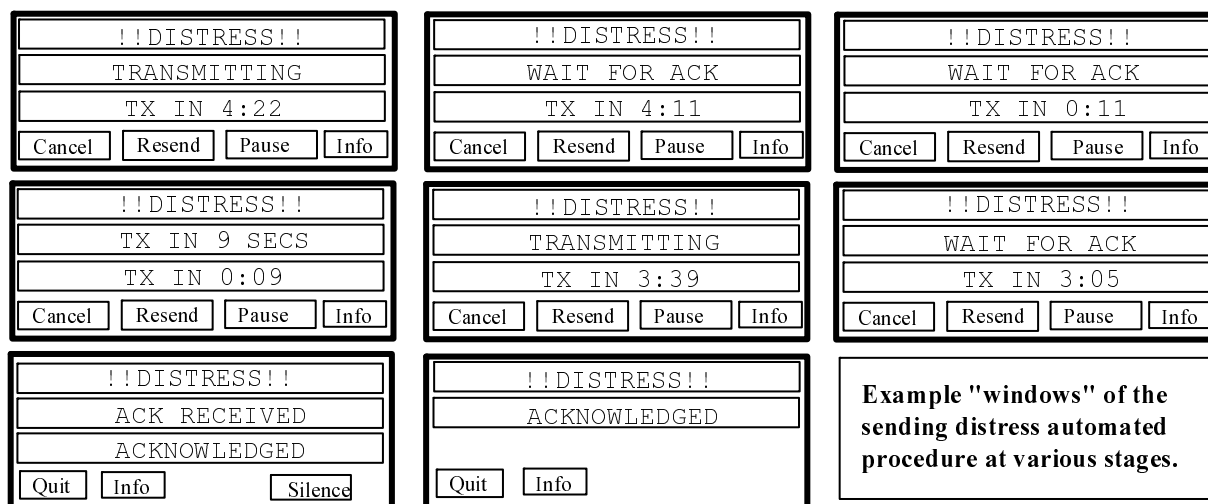 !!DISTRESS!!
TRANSMITTING
TX IN 4:22
Cancel Resend Pause Info
!!DISTRESS!!
WAIT FOR ACK
TX IN 4:11
Cancel Resend Pause Info
!!DISTRESS!!
WAIT FOR ACK
TX IN 0:11
Cancel Resend Pause Info
!!DISTRESS!!
TX IN 9 SECS
TX IN 0:09
Cancel Resend Pause Info
!!DISTRESS!!
TRANSMITTING
TX IN 3:39
Cancel Resend Pause Info
!!DISTRESS!!
WAIT FOR ACK
TX IN 3:05
Cancel Resend Pause Info
!!DISTRESS!!
ACK RECEIVED
ACKNOWLEDGED
Quit Info Silence
!!DISTRESS!!
ACKNOWLEDGED
Quit Info
Example "windows" of the
sending distress automated
procedure at various stages.